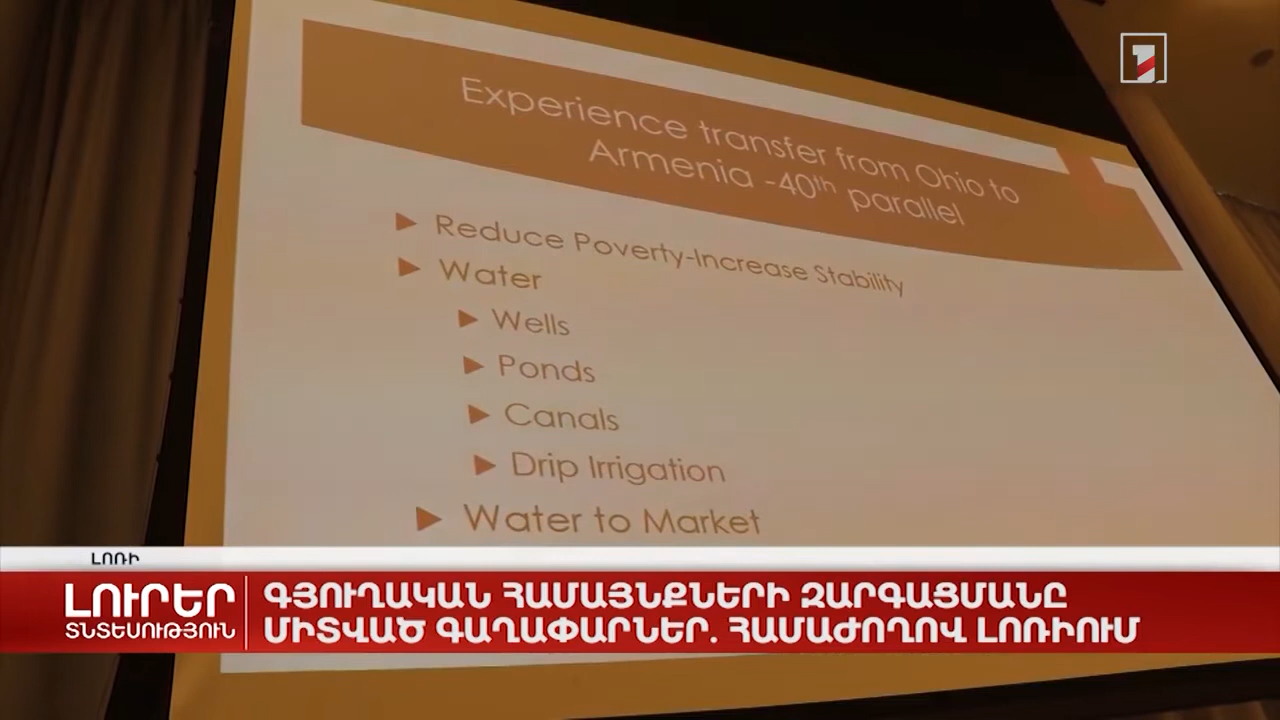 1
Experience transfer from Ohio to
Armenia -40th parallel
Reduce Poverty-Increase Stability
Water
Wells
Ponds
Canals
Drip Irrigation
Water to Market
ԼՈՌԻ
ԼՈՒՐԵՐ
ՏՆՏԵՍՈՒԹՅՈՒՆ
ԳՅՈՒՂԱԿԱՆ ՀԱՄԱՅՆՔՆԵՐԻ ԶԱՐԳԱՑՄԱՆԸ
ՄԻՏՎԱԾ ԳԱՂԱՓԱՐՆԵՐ. ՀԱՄԱԺՈՂՈՎ ԼՈՌԻՈՒՄ